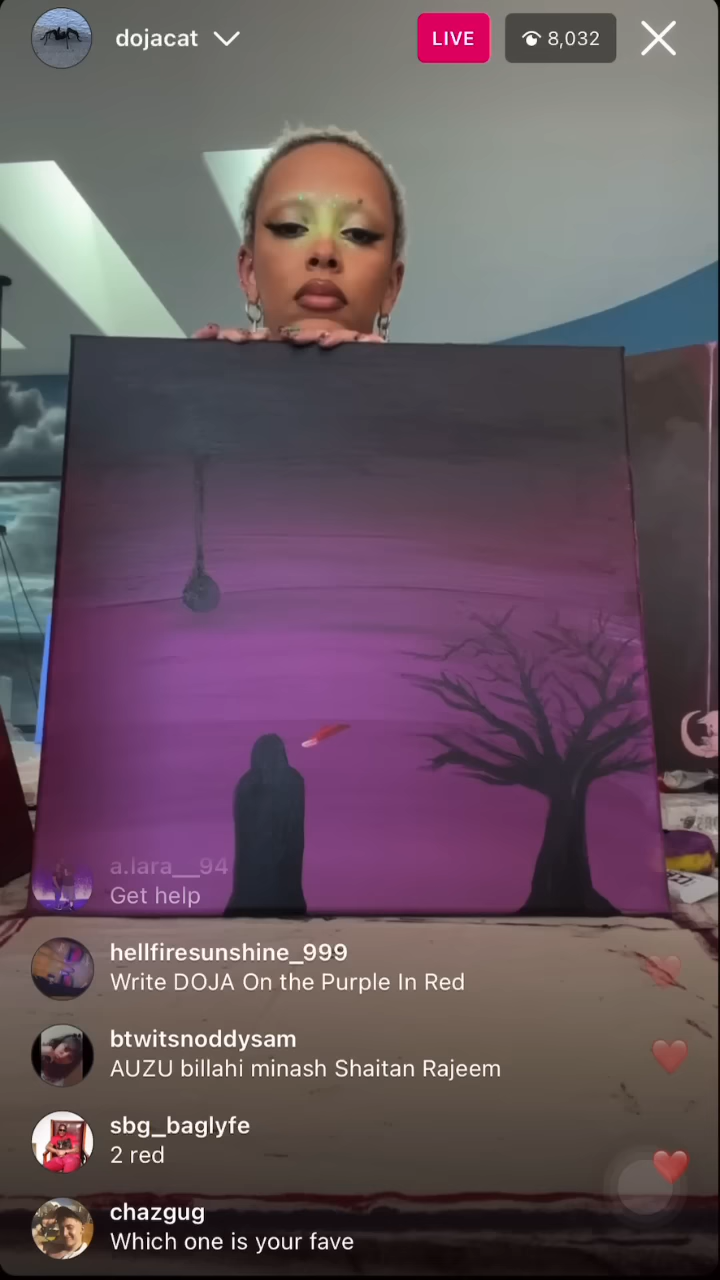 dojacat
LIVE
8,032
a.lara__94
Get help
hellfiresunshine_999
Write DOJA On the Purple In Red
btwitsnoddysam
AUZU billahi minash Shaitan Rajeem
sbg_baglyfe
2 red
chazgug
Which one is your fave